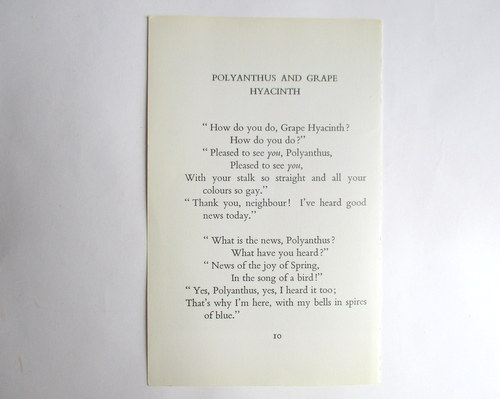 POLYANTHUS AND GRAPE
HYACINTH
“ How do you do, Grape Hyacinth?
How do you do?”
“ Pleased to see you, Polyanthus,
Pleased to see you,
With your stalk so straight and all your
colours so gay.”
“ Thank you, neighbour! I’ve heard good
news today.”
“ What is the news, Polyanthus?
What have you heard?”
“ News of the joy of Spring,
In the song of a bird!”
“ Yes, Polyanthus, yes, I heard it too;
That’s why I’m here, with my bells in spires
of blue.”
10